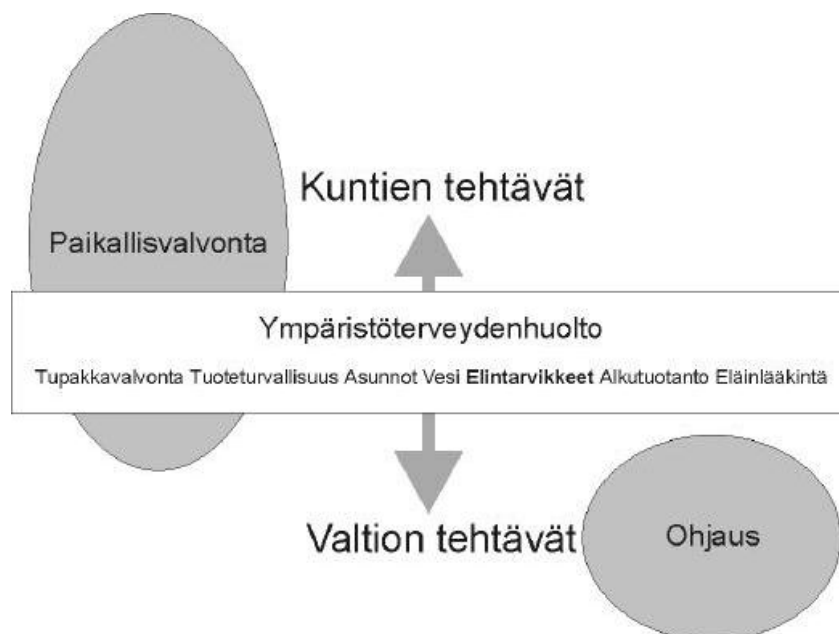 Kuntien tehtävät
Paikallisvalvonta
Ympäristöterveydenhuolto
Tupakkavalvonta Tuoteturvallisuus Asunnot Vesi Elintarvikkeet Alkutuotanto Eläinlääkintä
Valtion tehtävät
Ohjaus